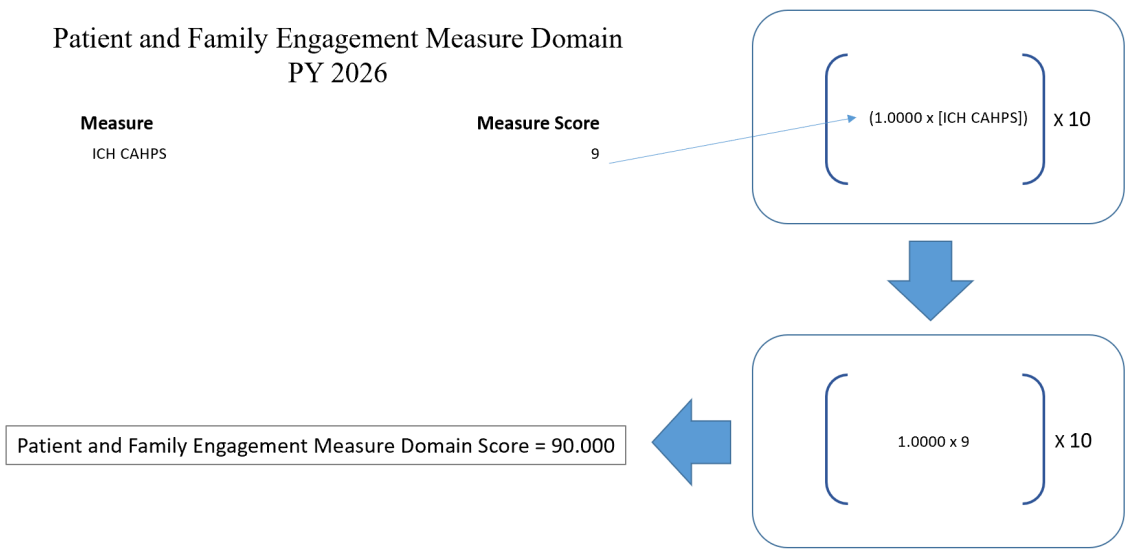 Patient and Family Engagement Measure Domain
PY 2026
Measure
Measure Score
ICH CAHPS
9
(1.0000 x [ICH CAHPS])
X 10
1.0000 x 9
X 10
Patient and Family Engagement Measure Domain Score = 90.000